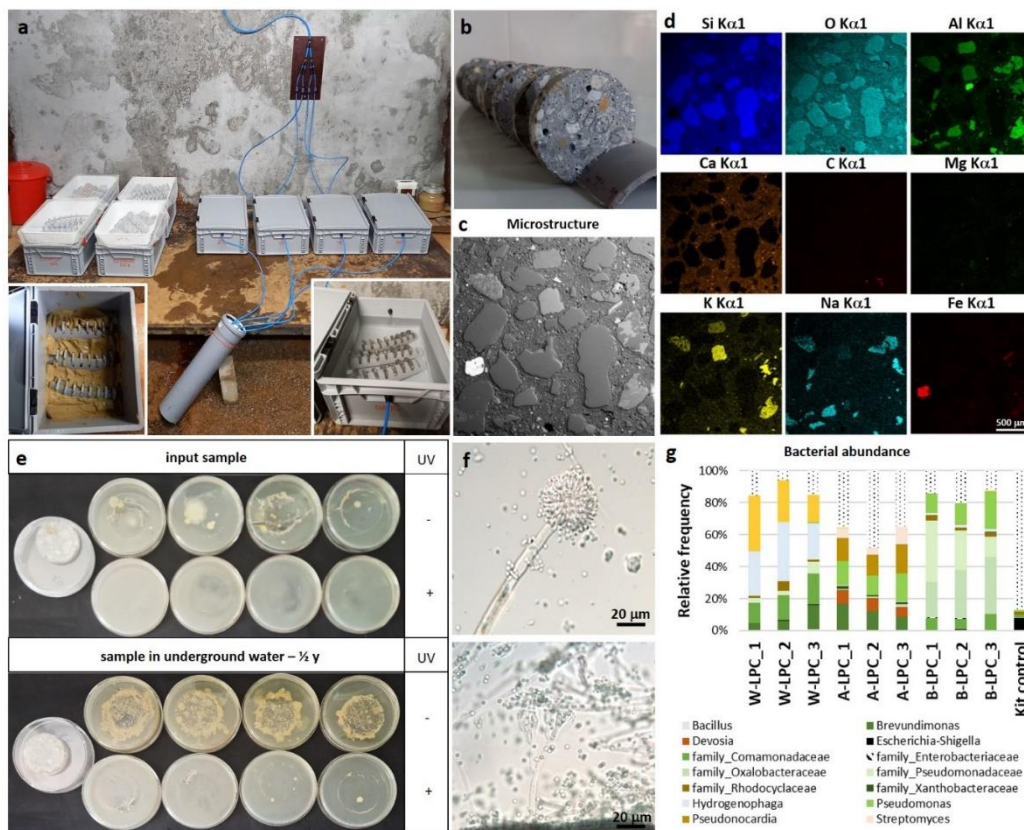 a
b
c
Microstructure
d
Si Kα1
O Kα1
Al Kα1
Ca Kα1
C Kα1
Mg Kα1
K Kα1
Na Kα1
Fe Kα1
500 μm
e
input sample
UV
-
+
sample in underground water – ½ y
UV
-
+
f
20 μm
20 μm
g
Bacterial abundance
Relative frequency
100%
80%
60%
40%
20%
0%
W-LPC_1
W-LPC_2
W-LPC_3
A-LPC_1
A-LPC_2
A-LPC_3
B-LPC_1
B-LPC_2
B-LPC_3
Kit control
Bacillus
Brevundimonas
Devosia
Escherichia-Shigella
family_Comamonadaceae
family_Enterobacteriaceae
family_Oxalobacteraceae
family_Pseudomonadaceae
family_Rhodocyclaceae
family_Xanthobacteraceae
Hydrogenophaga
Pseudomonas
Pseudonocardia
Streptomyces